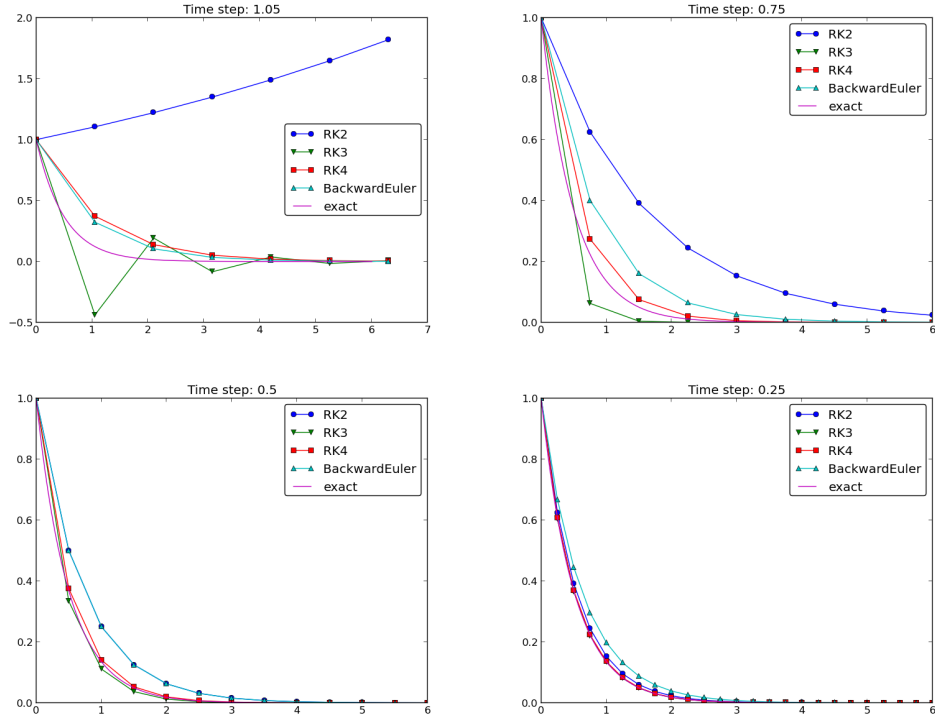 Time step: 1.05
2.0
1.5
1.0
0.5
0.0
−0.5
0 1 2 3 4 5 6 7
RK2
RK3
RK4
BackwardEuler
exact
Time step: 0.75
1.0
0.8
0.6
0.4
0.2
0.0
0 1 2 3 4 5 6
RK2
RK3
RK4
BackwardEuler
exact
Time step: 0.5
1.0
0.8
0.6
0.4
0.2
0.0
0 1 2 3 4 5 6
RK2
RK3
RK4
BackwardEuler
exact
Time step: 0.25
1.0
0.8
0.6
0.4
0.2
0.0
0 1 2 3 4 5 6
RK2
RK3
RK4
BackwardEuler
exact